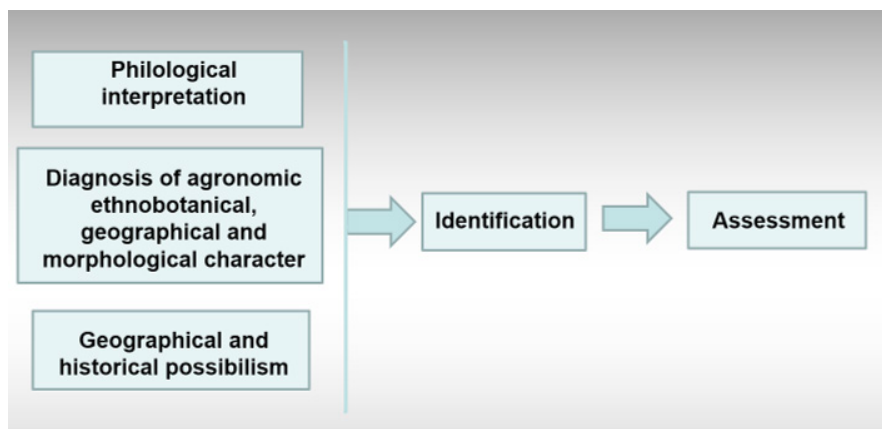 Philological
interpretation
Diagnosis of agronomic
ethnobotanical,
geographical and
morphological character
Geographical and
historical possibilism
Identification
Assessment